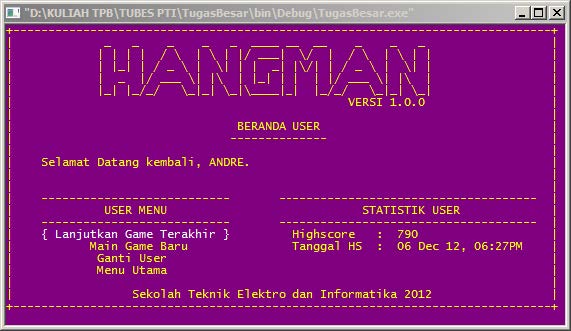 "D:\KULIAH TPB\TUBES PTI\TugasBesar\bin\Debug\TugasBesar.exe"
HANGMAN
VERSI 1.0.0
BERANDA USER
Selamat Datang kembali, ANDRE.
USER MENU
{ Lanjutkan Game Terakhir }
Main Game Baru
Ganti User
Menu Utama
STATISTIK USER
Highscore : 790
Tanggal HS : 06 Dec 12, 06:27PM
Sekolah Teknik Elektro dan Informatika 2012